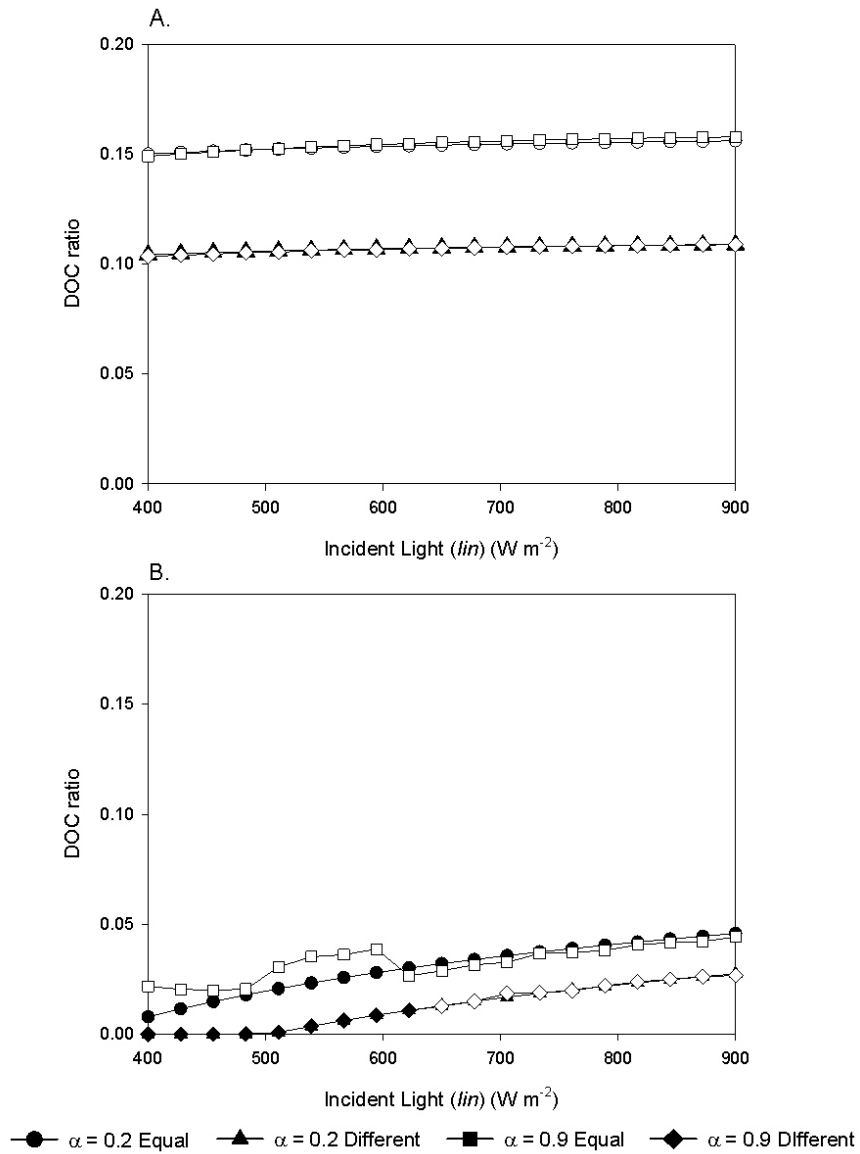 A.
0.20
0.15
0.10
0.05
0.00
DOC ratio
400 500 600 700 800 900
Incident Light (Iin) (W m⁻²)
B.
0.20
0.15
0.10
0.05
0.00
DOC ratio
400 500 600 700 800 900
Incident Light (Iin) (W m⁻²)
α = 0.2 Equal α = 0.2 Different α = 0.9 Equal α = 0.9 DIfferent